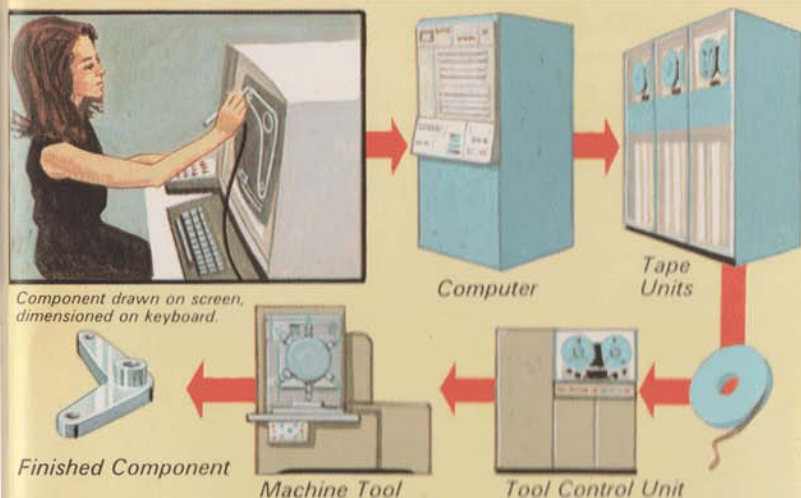 Component drawn on screen,
dimensioned on keyboard.
Computer
Tape
Units
Finished Component
Machine Tool
Tool Control Unit